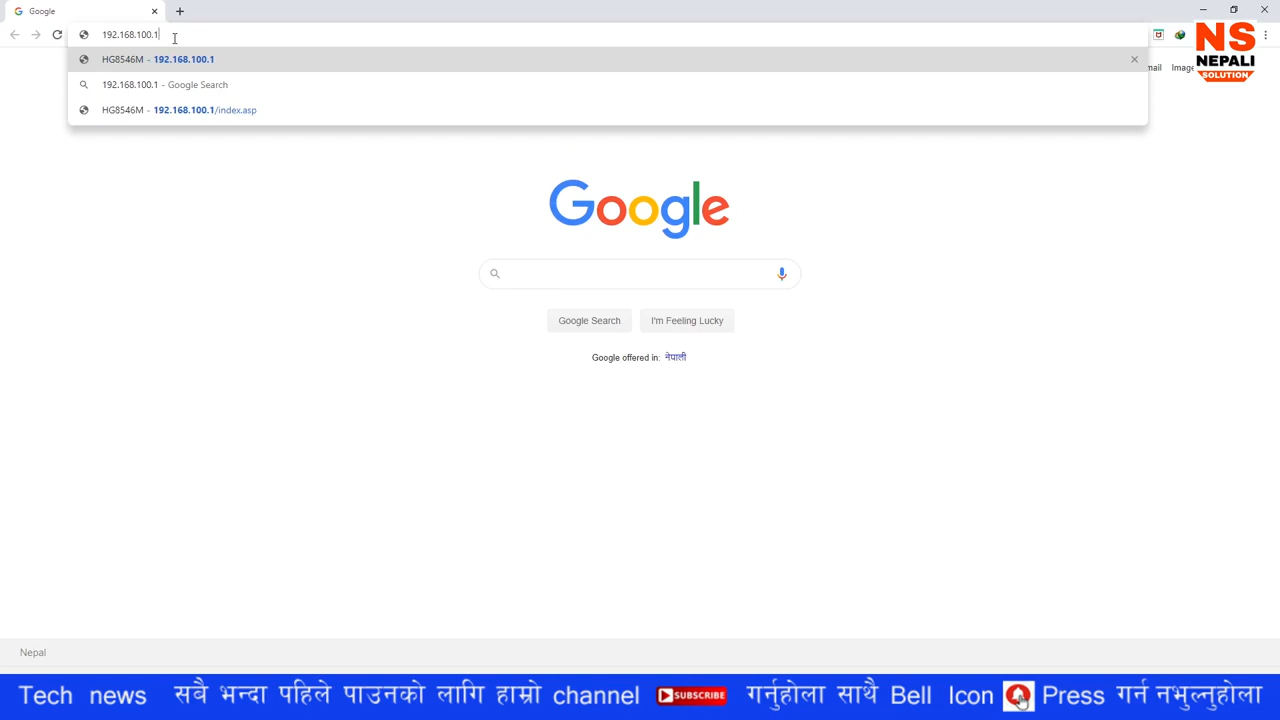 Google
192.168.100.1
HG8546M - 192.168.100.1
192.168.100.1 - Google Search
HG8546M - 192.168.100.1/index.asp
mail Images
NS
NEPALI
SOLUTION
Google
Google Search I'm Feeling Lucky
Google offered in: नेपाली
Nepal
Tech news सबै भन्दा पहिले पाउनको लागि हाम्रो channel SUBSCRIBE गर्नुहोला साथै Bell Icon Press गर्न नभुल्नुहोला